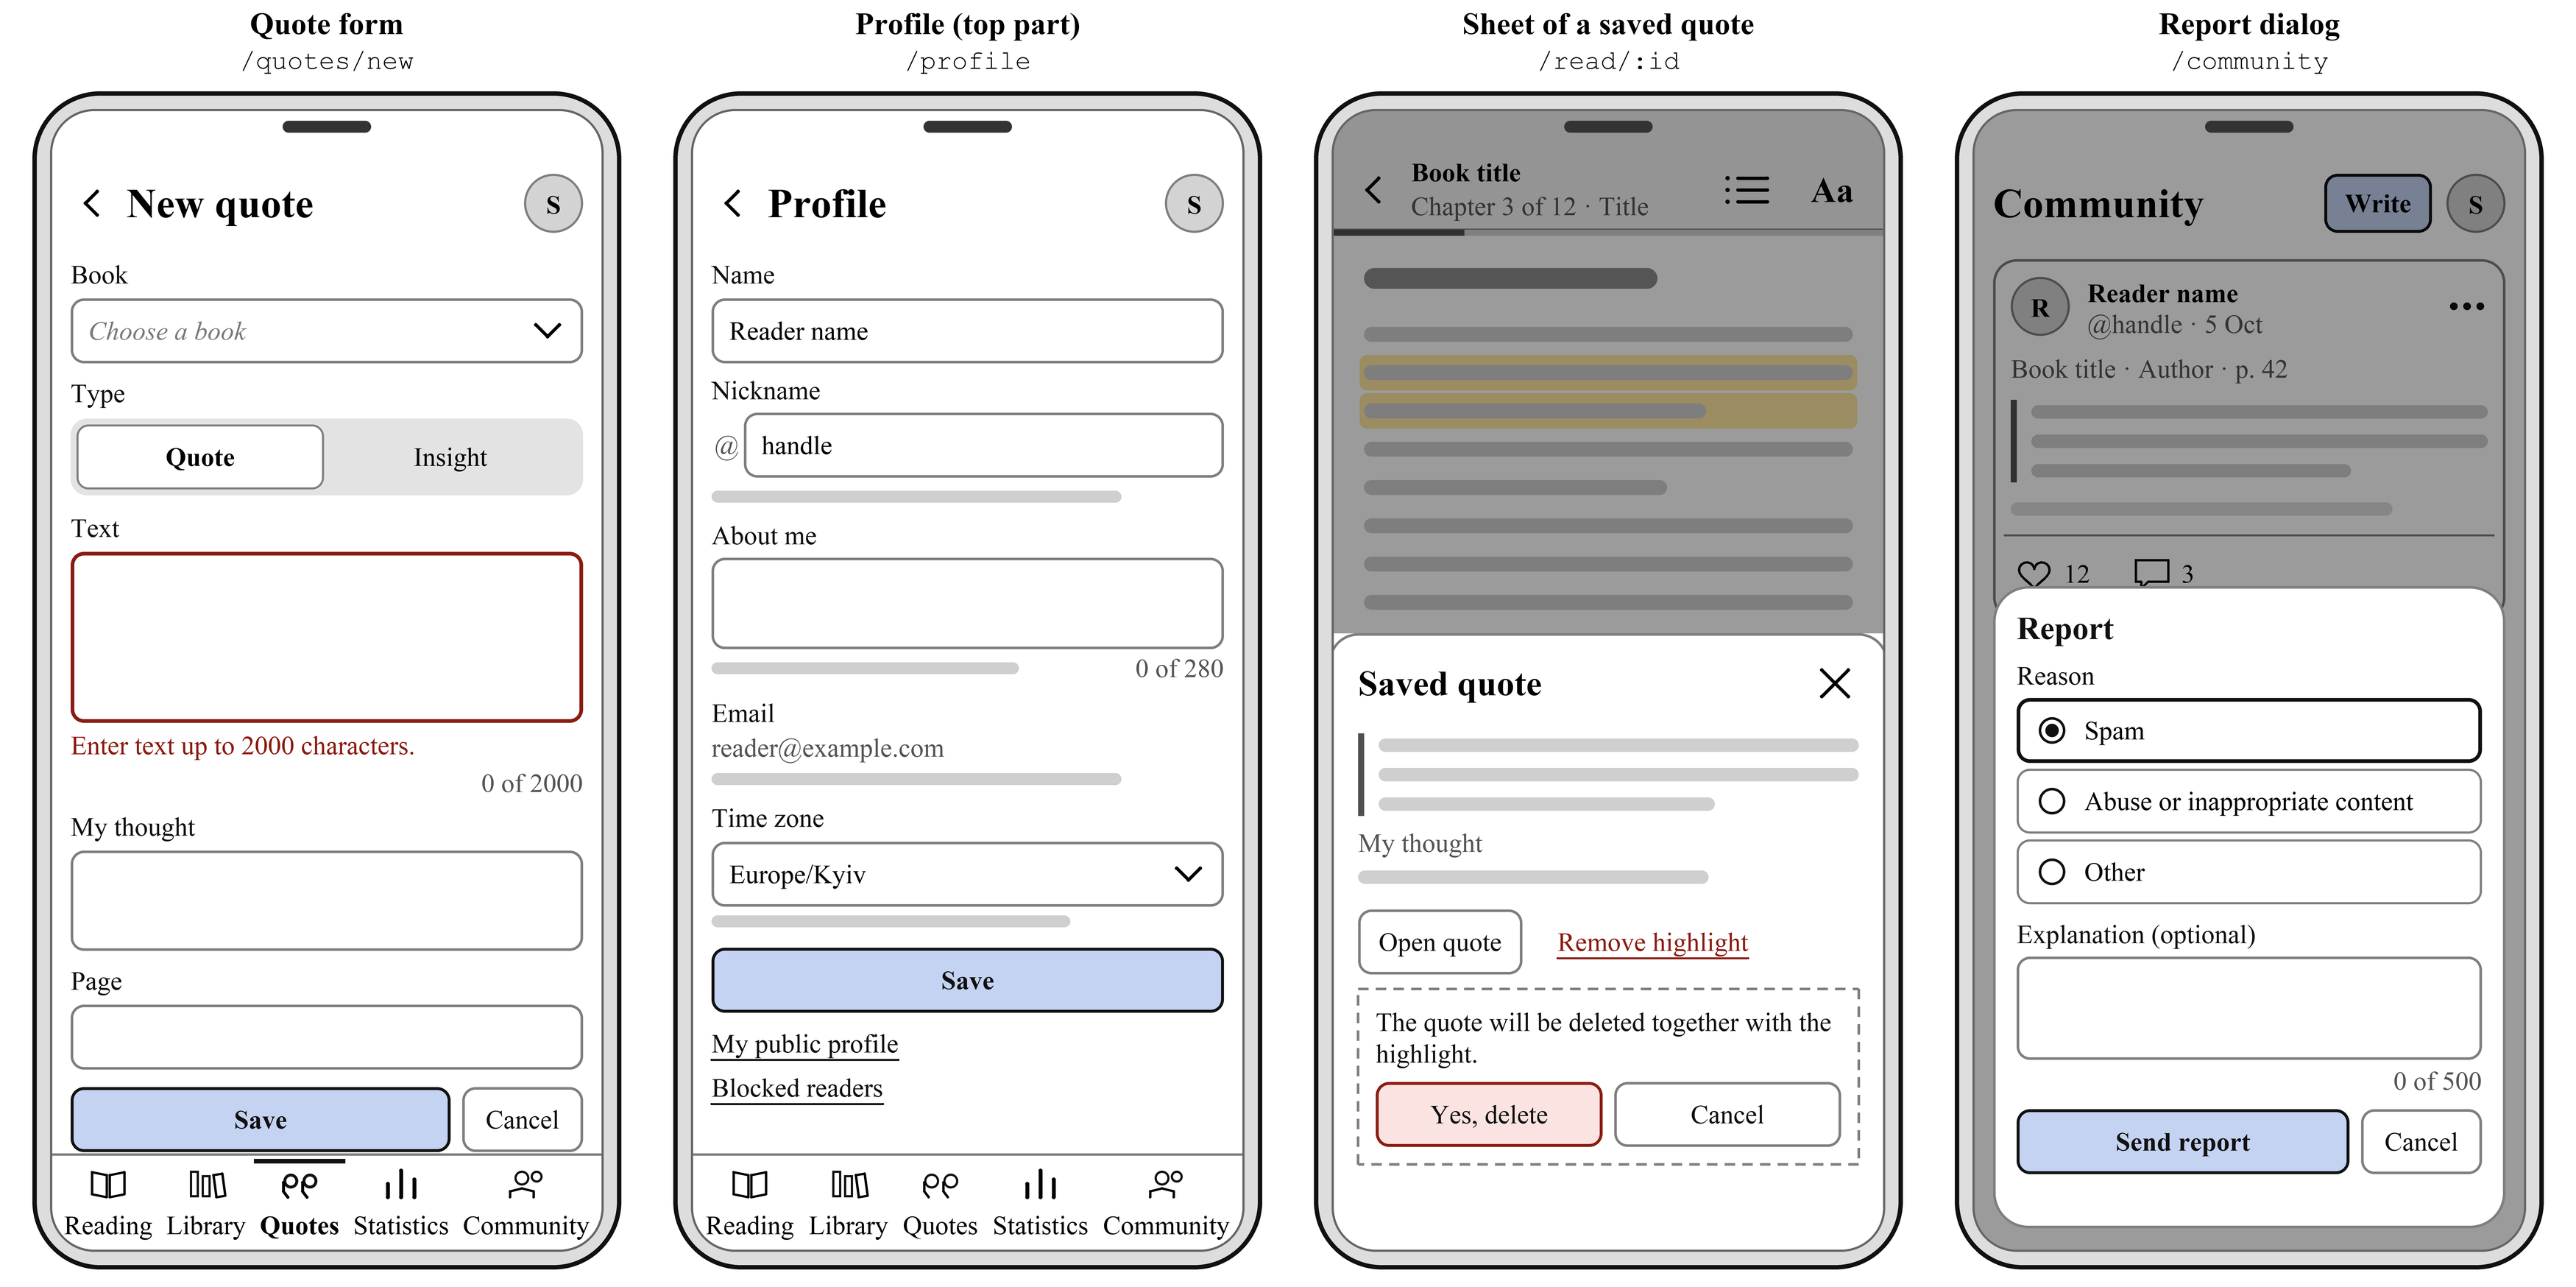 Quote form
/quotes/new
New quote
S
Book
Choose a book
Type
Quote
Insight
Text
Enter text up to 2000 characters.
0 of 2000
My thought
Page
Save
Cancel
Reading
Library
Quotes
Statistics
Community
Profile (top part)
/profile
Profile
S
Name
Reader name
Nickname
@
handle
About me
0 of 280
Email
reader@example.com
Time zone
Europe/Kyiv
Save
My public profile
Blocked readers
Reading
Library
Quotes
Statistics
Community
Sheet of a saved quote
/read/:id
Book title
Chapter 3 of 12 · Title
Aa
Saved quote
My thought
Open quote
Remove highlight
The quote will be deleted together with the
highlight.
Yes, delete
Cancel
Report dialog
/community
Community
Write
S
R
Reader name
@handle · 5 Oct
Book title · Author · p. 42
12
3
Report
Reason
Spam
Abuse or inappropriate content
Other
Explanation (optional)
0 of 500
Send report
Cancel